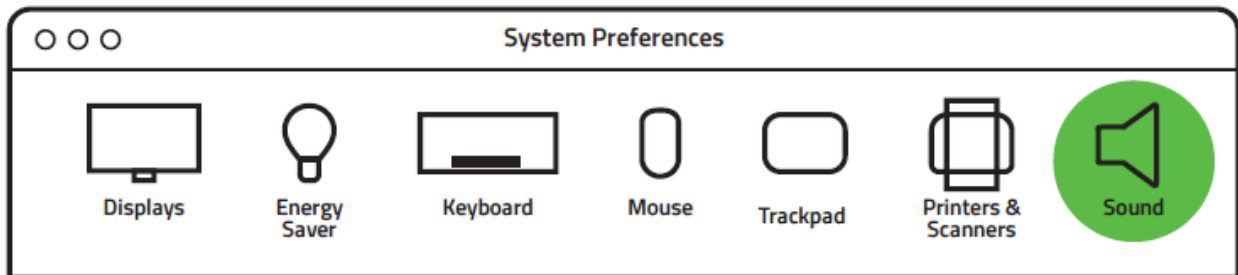 System Preferences
Displays
Energy
Saver
Keyboard
Mouse
Trackpad
Printers &
Scanners
Sound